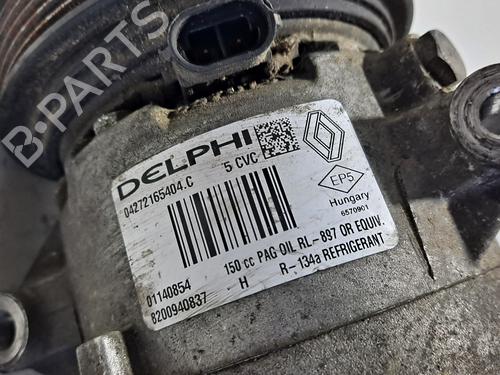 B-PARTS
DELPHI
5 CVC
04272165404.C
EP5
Hungary
6570901
150 cc PAG OIL RL-897 OR EQUIV.
H R-134a REFRIGERANT
01140854
8200940837